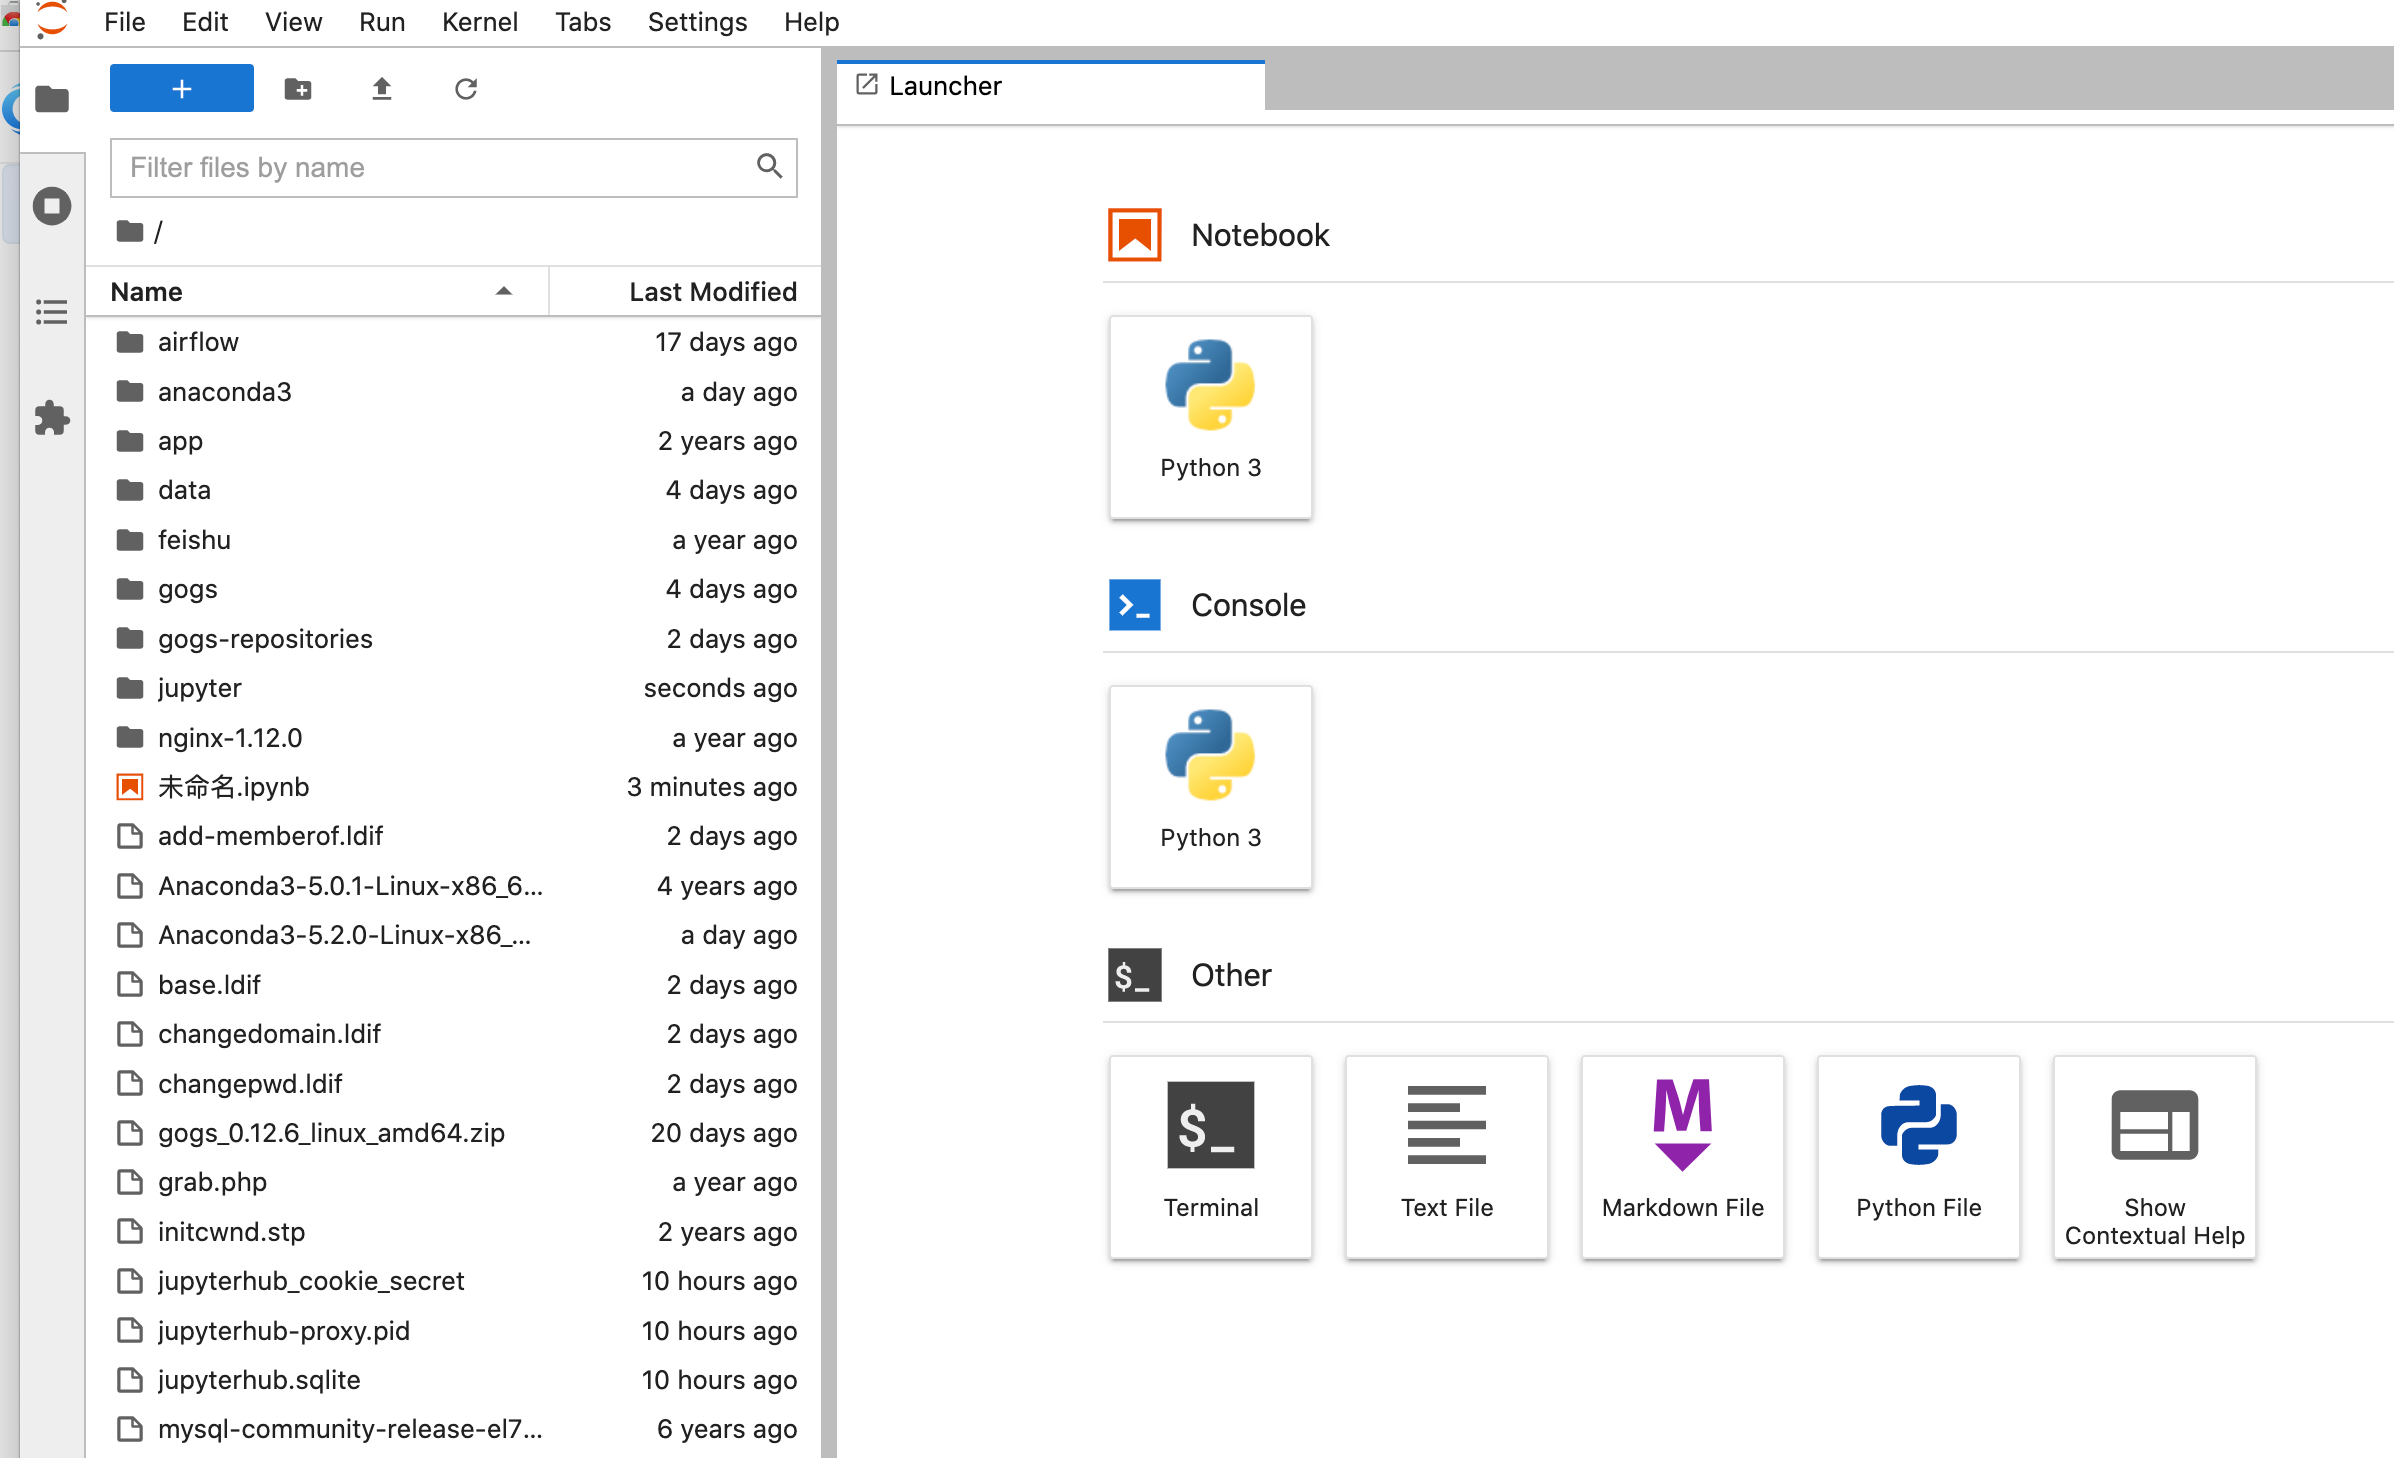 File Edit View Run Kernel Tabs Settings Help
+
Filter files by name
/
Name Last Modified
airflow 17 days ago
anaconda3 a day ago
app 2 years ago
data 4 days ago
feishu a year ago
gogs 4 days ago
gogs-repositories 2 days ago
jupyter seconds ago
nginx-1.12.0 a year ago
未命名.ipynb 3 minutes ago
add-memberof.ldif 2 days ago
Anaconda3-5.0.1-Linux-x86_6... 4 years ago
Anaconda3-5.2.0-Linux-x86_... a day ago
base.ldif 2 days ago
changedomain.ldif 2 days ago
changepwd.ldif 2 days ago
gogs_0.12.6_linux_amd64.zip 20 days ago
grab.php a year ago
initcwnd.stp 2 years ago
jupyterhub_cookie_secret 10 hours ago
jupyterhub-proxy.pid 10 hours ago
jupyterhub.sqlite 10 hours ago
mysql-community-release-el7... 6 years ago
Launcher
Notebook
Python 3
>_ Console
Python 3
$_ Other
$_
Terminal
Text File
M
Markdown File
Python File
Show
Contextual Help